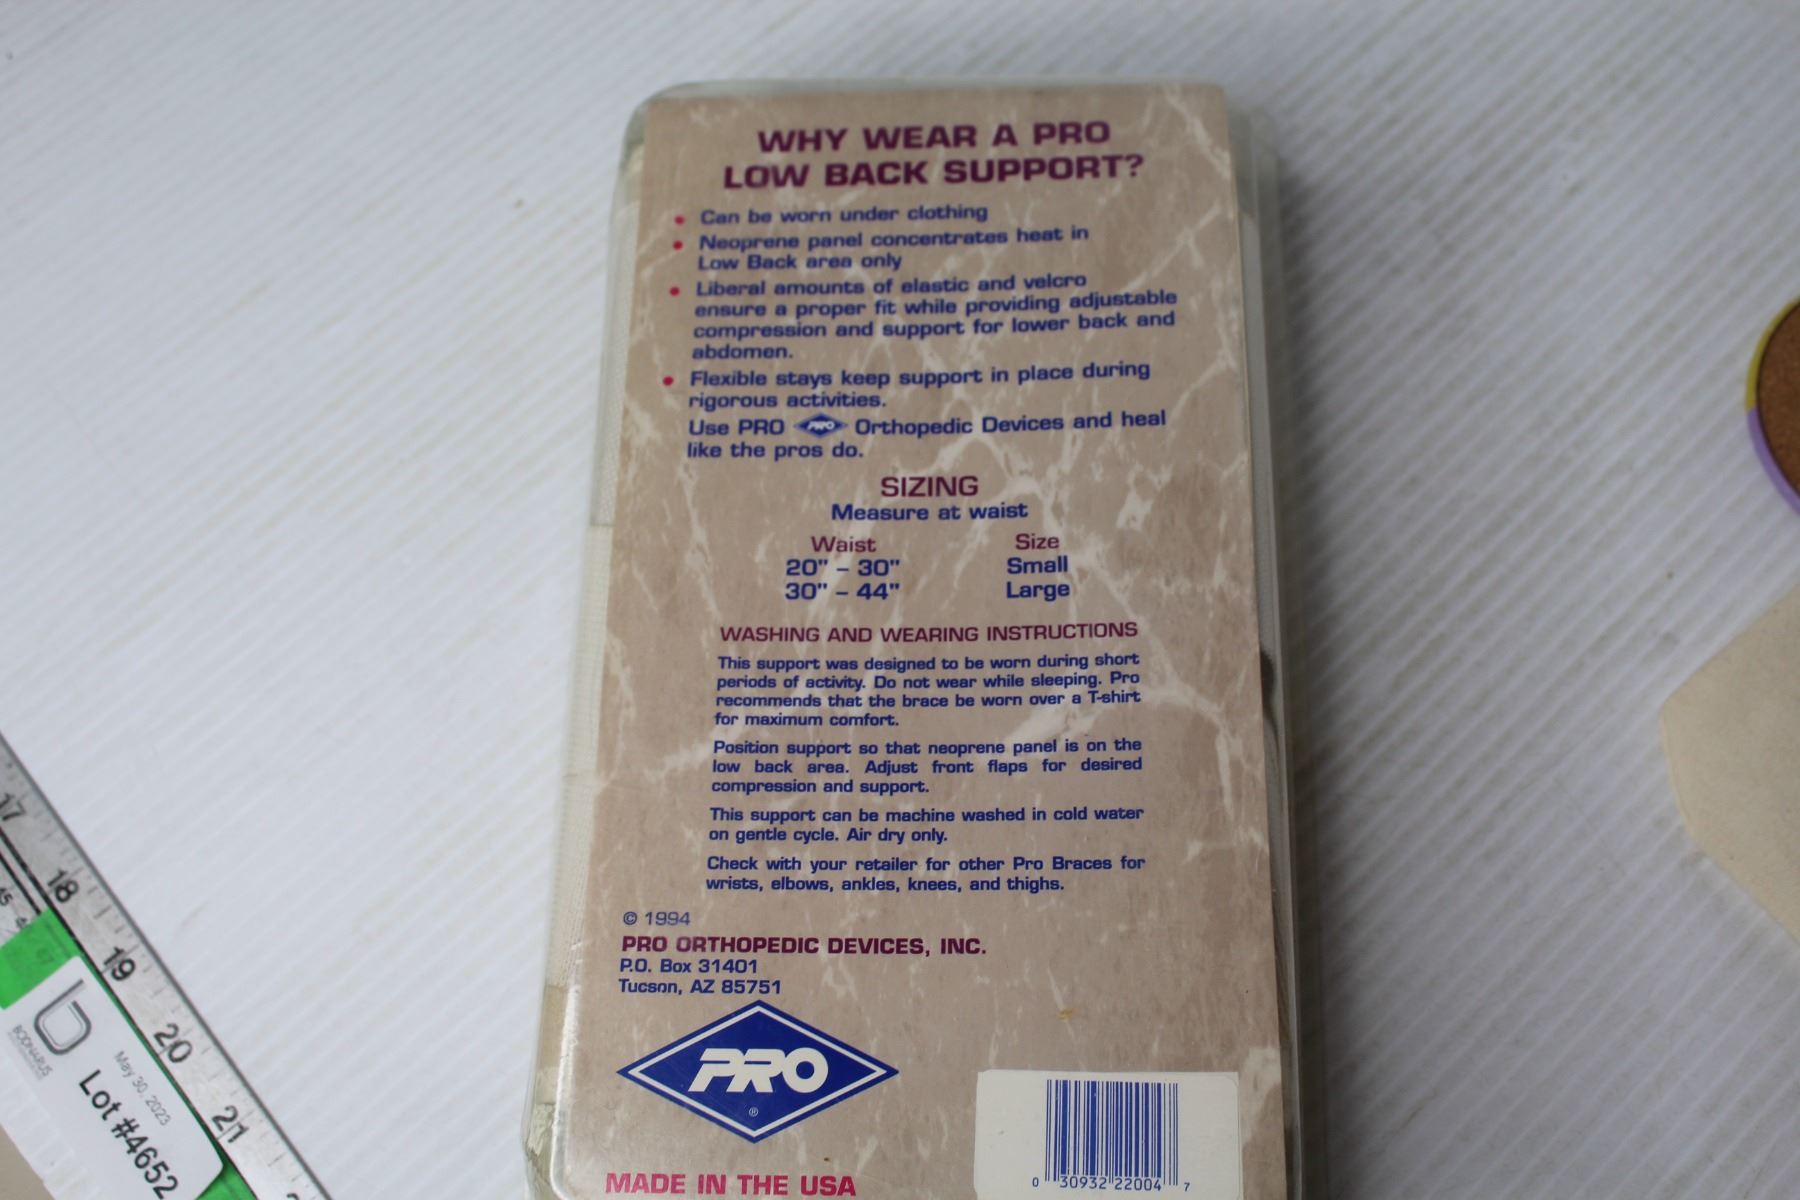 WHY WEAR A PRO
LOW BACK SUPPORT?
• Can be worn under clothing
• Neoprene panel concentrates heat in
Low Back area only
• Liberal amounts of elastic and velcro
ensure a proper fit while providing adjustable
compression and support for lower back and
abdomen.
• Flexible stays keep support in place during
rigorous activities.
Use PRO PRO Orthopedic Devices and heal
like the pros do.
SIZING
Measure at waist
Waist Size
20" – 30" Small
30" – 44" Large
WASHING AND WEARING INSTRUCTIONS
This support was designed to be worn during short
periods of activity. Do not wear while sleeping. Pro
recommends that the brace be worn over a T-shirt
for maximum comfort.
Position support so that neoprene panel is on the
low back area. Adjust front flaps for desired
compression and support.
This support can be machine washed in cold water
on gentle cycle. Air dry only.
Check with your retailer for other Pro Braces for
wrists, elbows, ankles, knees, and thighs.
© 1994
PRO ORTHOPEDIC DEVICES, INC.
P.O. Box 31401
Tucson, AZ 85751
PRO
®
MADE IN THE USA
0 30932 22004 7
17
18
19
20
21
BODNARUS
May 30, 2023
Lot #4652